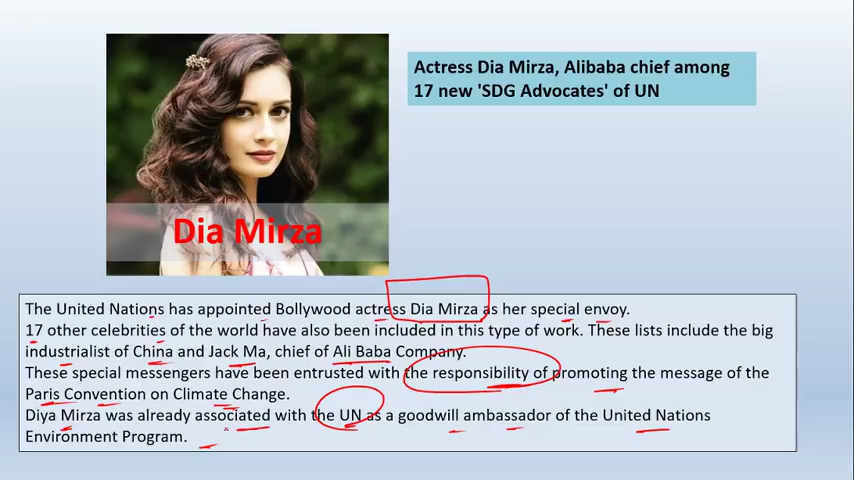 Actress Dia Mirza, Alibaba chief among
17 new 'SDG Advocates' of UN
Dia Mirza
The United Nations has appointed Bollywood actress Dia Mirza as her special envoy.
17 other celebrities of the world have also been included in this type of work. These lists include the big
industrialist of China and Jack Ma, chief of Ali Baba Company.
These special messengers have been entrusted with the responsibility of promoting the message of the
Paris Convention on Climate Change.
Diya Mirza was already associated with the UN as a goodwill ambassador of the United Nations
Environment Program.